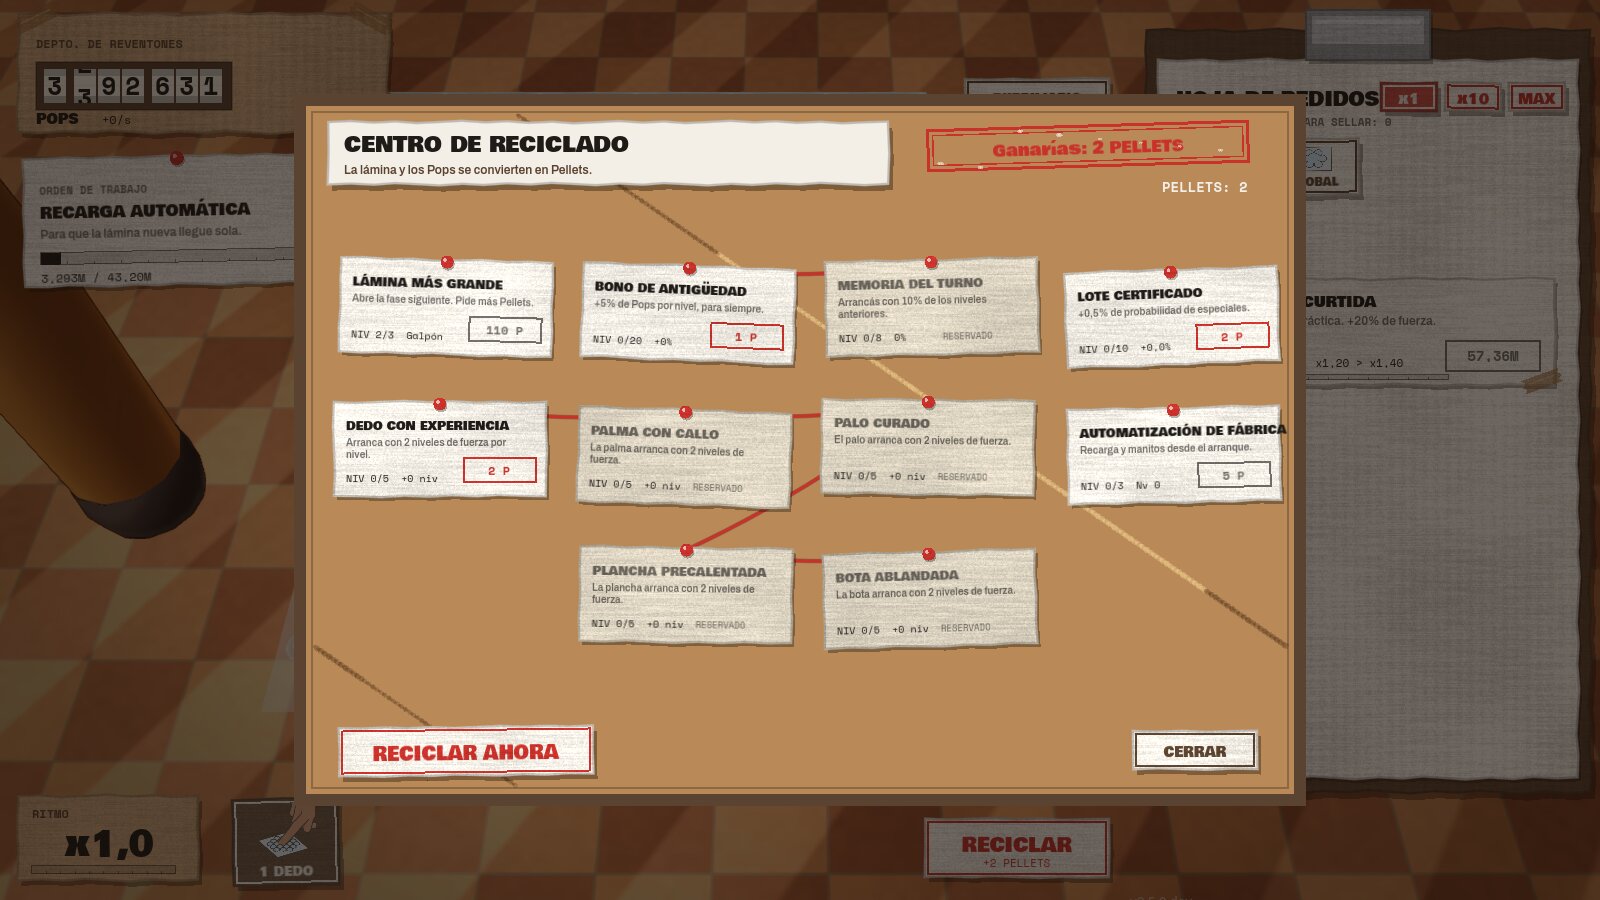 DEPTO. DE REVENTONES
3 392 631
POPS +0/s
ORDEN DE TRABAJO
RECARGA AUTOMÁTICA
Para que la lámina nueva llegue sola.
3,293M / 43,20M
CENTRO DE RECICLADO
La lámina y los Pops se convierten en Pellets.
Ganarías: 2 PELLETS
PELLETS: 2
LÁMINA MÁS GRANDE
Abre la fase siguiente. Pide más Pellets.
NIV 2/3 Galpón
110 P
BONO DE ANTIGÜEDAD
+5% de Pops por nivel, para siempre.
NIV 0/20 +0%
1 P
MEMORIA DEL TURNO
Arrancás con 10% de los niveles
anteriores.
NIV 0/8 0% RESERVADO
LOTE CERTIFICADO
+0,5% de probabilidad de especiales.
NIV 0/10 +0,0%
2 P
DEDO CON EXPERIENCIA
Arranca con 2 niveles de fuerza por
nivel.
NIV 0/5 +0 niv
2 P
PALMA CON CALLO
La palma arranca con 2 niveles de
fuerza.
NIV 0/5 +0 niv RESERVADO
PALO CURADO
El palo arranca con 2 niveles de fuerza.
NIV 0/5 +0 niv RESERVADO
AUTOMATIZACIÓN DE FÁBRICA
Recarga y manitos desde el arranque.
NIV 0/3 Nv 0
5 P
PLANCHA PRECALENTADA
La plancha arranca con 2 niveles de
fuerza.
NIV 0/5 +0 niv RESERVADO
BOTA ABLANDADA
La bota arranca con 2 niveles de fuerza.
NIV 0/5 +0 niv RESERVADO
RECICLAR AHORA
CERRAR
HOJA DE PEDIDOS
x1 x10 MAX
ARA SELLAR: 0
OBAL
CURTIDA
ráctica. +20% de fuerza.
x1,20 > x1,40
57,36M
RITMO
x1,0
1 DEDO
RECICLAR
+2 PELLETS